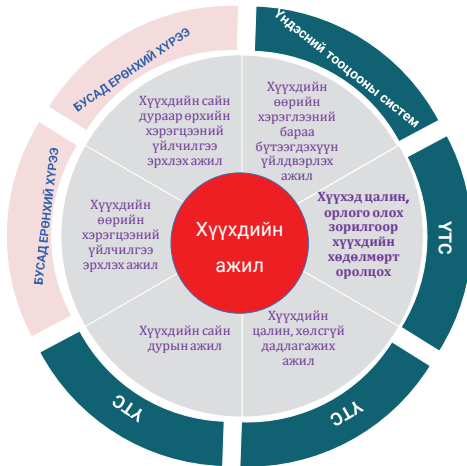 БУСАД ЕРӨНХИЙ ХҮРЭЭ
Үндэсний тооцооны систем
Хүүхдийн сайн
дураар өрхийн
хэрэгцээний
үйлчилгээ
эрхлэх ажил
Хүүхдийн
өөрийн
хэрэглээний
бараа
бүтээгдэхүүн
үйлдвэрлэх
ажил
БУСАД ЕРӨНХИЙ ХҮРЭЭ
Хүүхдийн
өөрийн
хэрэгцээний
үйлчилгээ
эрхлэх ажил
Хүүхдийн
ажил
Хүүхэд цалин,
орлого олох
зорилгоор
хүүхдийн
хөдөлмөрт
оролцох
ҮТС
Хүүхдийн сайн
дурын ажил
Хүүхдийн
цалин, хөлсгүй
дадлагажих
ажил
ҮТС
ҮТС